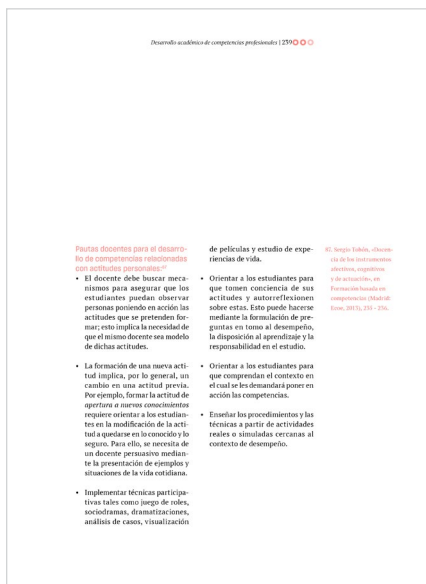 Desarrollo académico de competencias profesionales | 239
Pautas docentes para el desarro-
llo de competencias relacionadas
con actitudes personales:⁸²
• El docente debe buscar meca-
nismos para asegurar que los
estudiantes puedan observar
personas poniendo en acción las
actitudes que se pretenden for-
mar; esto implica la necesidad de
que el mismo docente sea modelo
de dichas actitudes.
• La formación de una nueva acti-
tud implica, por lo general, un
cambio en una actitud previa.
Por ejemplo, formar la actitud de
apertura a nuevos conocimientos
requiere orientar a los estudian-
tes en la modificación de la acti-
tud a quedarse en lo conocido y lo
seguro. Para ello, se necesita de
un docente persuasivo median-
te la presentación de ejemplos y
situaciones de la vida cotidiana.
• Implementar técnicas participa-
tivas tales como juego de roles,
sociodramas, dramatizaciones,
análisis de casos, visualización
de películas y estudio de expe-
riencias de vida.
• Orientar a los estudiantes para
que tomen conciencia de sus
actitudes y autorreflexionen
sobre estas. Esto puede hacerse
mediante la formulación de pre-
guntas en torno al desempeño,
la disposición al aprendizaje y la
responsabilidad en el estudio.
• Orientar a los estudiantes para
que comprendan el contexto en
el cual se les demandará poner en
acción las competencias.
• Enseñar los procedimientos y las
técnicas a partir de actividades
reales o simuladas cercanas al
contexto de desempeño.
82. Sergio Tobón, «Docen-
cia de los instrumentos
afectivos, cognitivos
y de actuación», en
Formación basada en
competencias (Madrid:
Ecoe, 2013), 235 - 256.